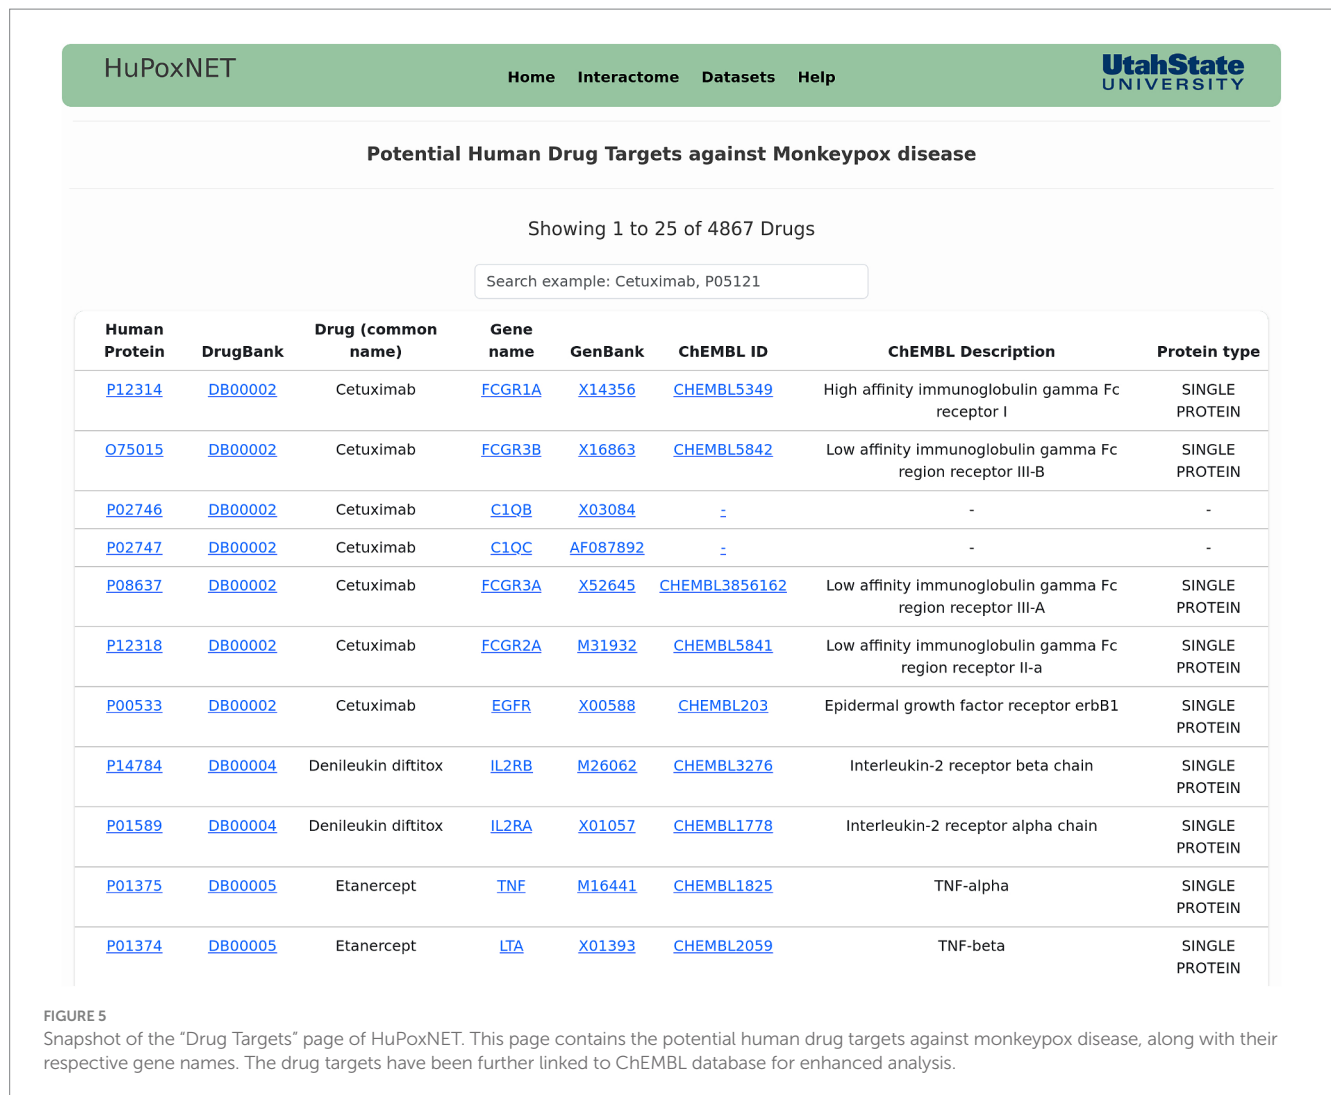 HuPoxNET
Home Interactome Datasets Help
UtahState
UNIVERSITY
Potential Human Drug Targets against Monkeypox disease
Showing 1 to 25 of 4867 Drugs
Search example: Cetuximab, P05121
Human Protein DrugBank Drug (common name) Gene name GenBank ChEMBL ID ChEMBL Description Protein type
P12314 DB00002 Cetuximab FCGR1A X14356 CHEMBL5349 High affinity immunoglobulin gamma Fc receptor I SINGLE PROTEIN
O75015 DB00002 Cetuximab FCGR3B X16863 CHEMBL5842 Low affinity immunoglobulin gamma Fc region receptor III-B SINGLE PROTEIN
P02746 DB00002 Cetuximab C1QB X03084 - - -
P02747 DB00002 Cetuximab C1QC AF087892 - - -
P08637 DB00002 Cetuximab FCGR3A X52645 CHEMBL3856162 Low affinity immunoglobulin gamma Fc region receptor III-A SINGLE PROTEIN
P12318 DB00002 Cetuximab FCGR2A M31932 CHEMBL5841 Low affinity immunoglobulin gamma Fc region receptor II-a SINGLE PROTEIN
P00533 DB00002 Cetuximab EGFR X00588 CHEMBL203 Epidermal growth factor receptor erbB1 SINGLE PROTEIN
P14784 DB00004 Denileukin diftitox IL2RB M26062 CHEMBL3276 Interleukin-2 receptor beta chain SINGLE PROTEIN
P01589 DB00004 Denileukin diftitox IL2RA X01057 CHEMBL1778 Interleukin-2 receptor alpha chain SINGLE PROTEIN
P01375 DB00005 Etanercept TNF M16441 CHEMBL1825 TNF-alpha SINGLE PROTEIN
P01374 DB00005 Etanercept LTA X01393 CHEMBL2059 TNF-beta SINGLE PROTEIN
FIGURE 5
Snapshot of the "Drug Targets" page of HuPoxNET. This page contains the potential human drug targets against monkeypox disease, along with their
respective gene names. The drug targets have been further linked to ChEMBL database for enhanced analysis.